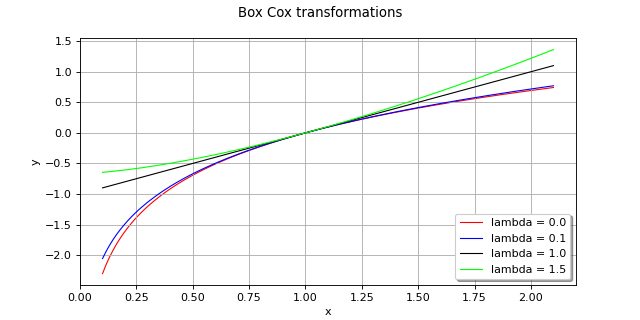 Box Cox transformations
1.5
1.0
0.5
0.0
−0.5
−1.0
−1.5
−2.0
y
lambda = 0.0
lambda = 0.1
lambda = 1.0
lambda = 1.5
0.00 0.25 0.50 0.75 1.00 1.25 1.50 1.75 2.00
x